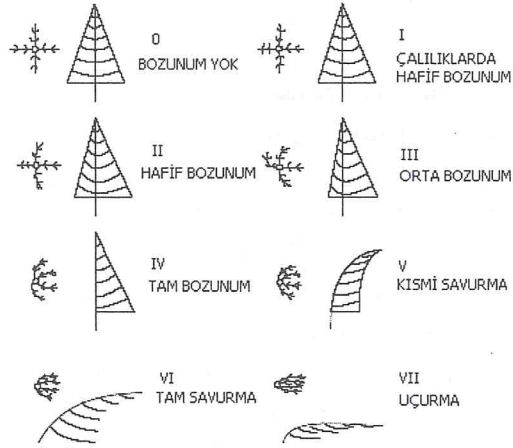 0
BOZUNUM YOK
I
ÇALILIKLARDA
HAFİF BOZUNUM
II
HAFİF BOZUNUM
III
ORTA BOZUNUM
IV
TAM BOZUNUM
V
KISMİ SAVURMA
VI
TAM SAVURMA
VII
UÇURMA